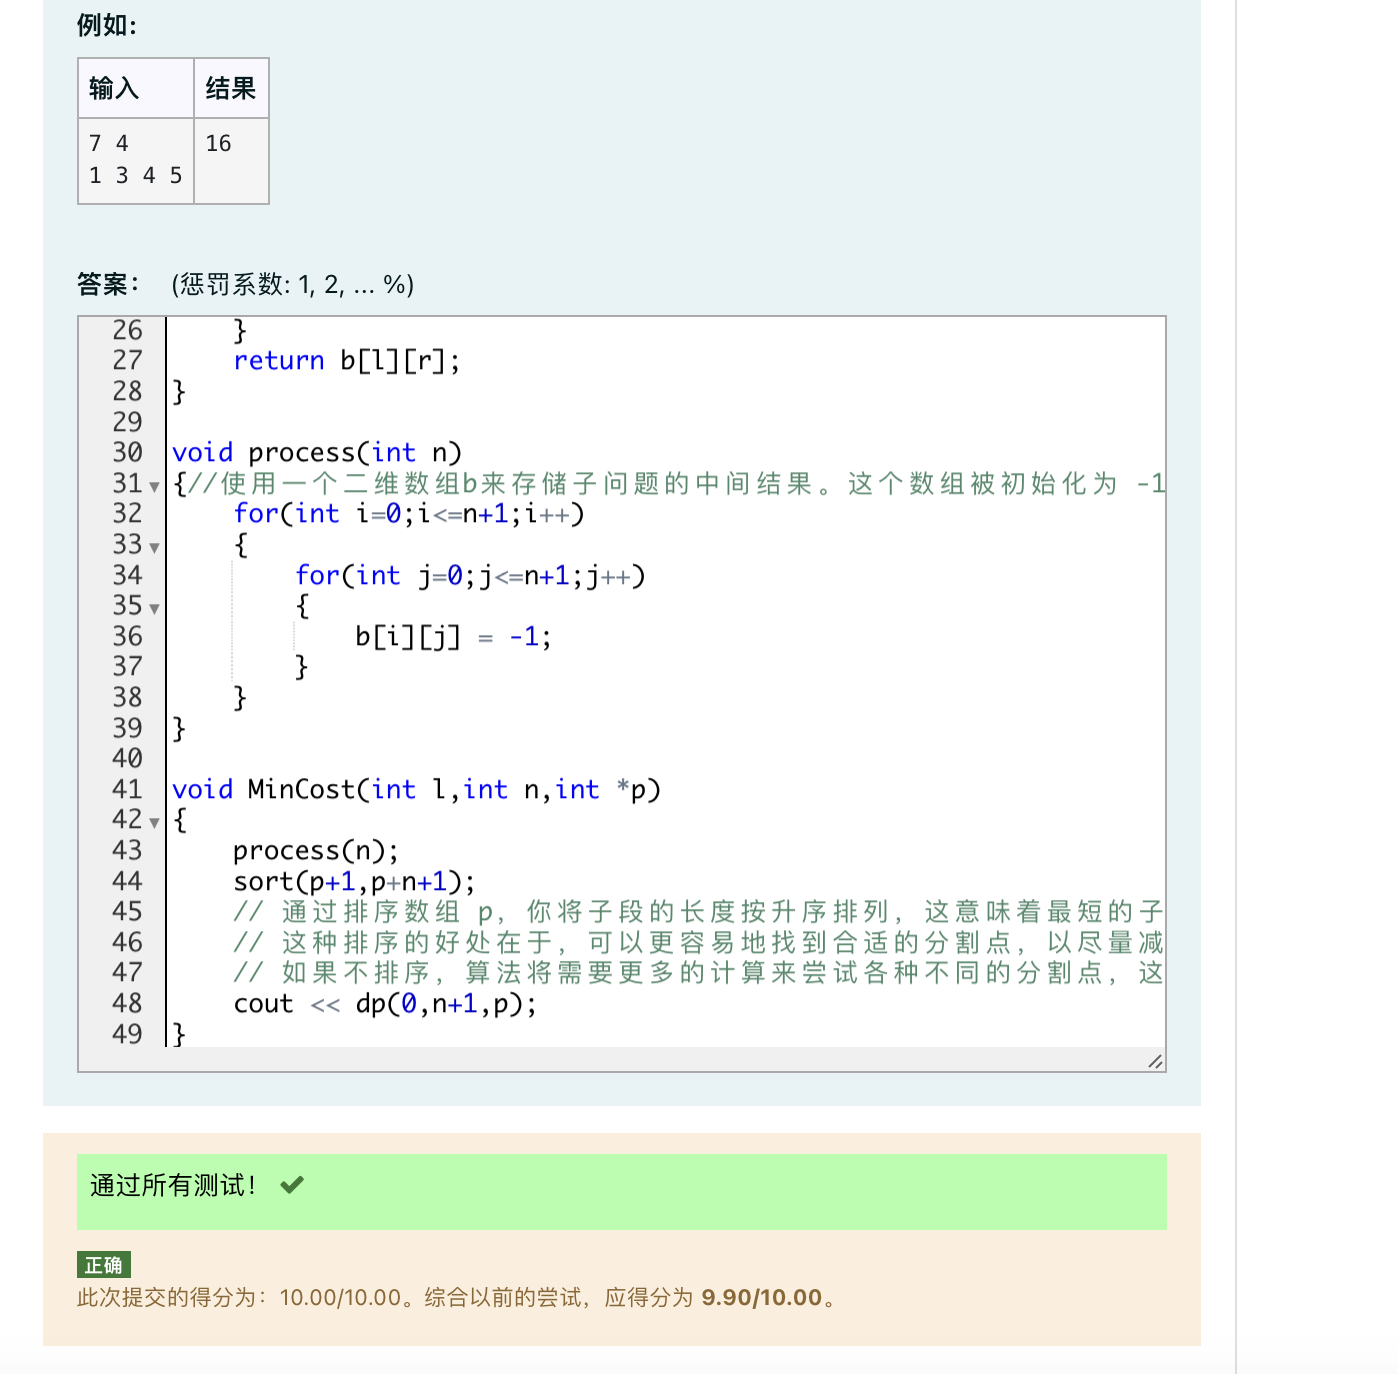 例如:
输入 结果
7 4 16
1 3 4 5
答案： (惩罚系数: 1, 2, ... %)
26 }
27 return b[l][r];
28 }
29
30 void process(int n)
31 {//使用一个二维数组b来存储子问题的中间结果。这个数组被初始化为 -1
32 for(int i=0;i<=n+1;i++)
33 {
34 for(int j=0;j<=n+1;j++)
35 {
36 b[i][j] = -1;
37 }
38 }
39 }
40
41 void MinCost(int l,int n,int *p)
42 {
43 process(n);
44 sort(p+1,p+n+1);
45 // 通过排序数组 p，你将子段的长度按升序排列，这意味着最短的子
46 // 这种排序的好处在于，可以更容易地找到合适的分割点，以尽量减
47 // 如果不排序，算法将需要更多的计算来尝试各种不同的分割点，这
48 cout << dp(0,n+1,p);
49 }
通过所有测试！
正确
此次提交的得分为：10.00/10.00。综合以前的尝试，应得分为 9.90/10.00。